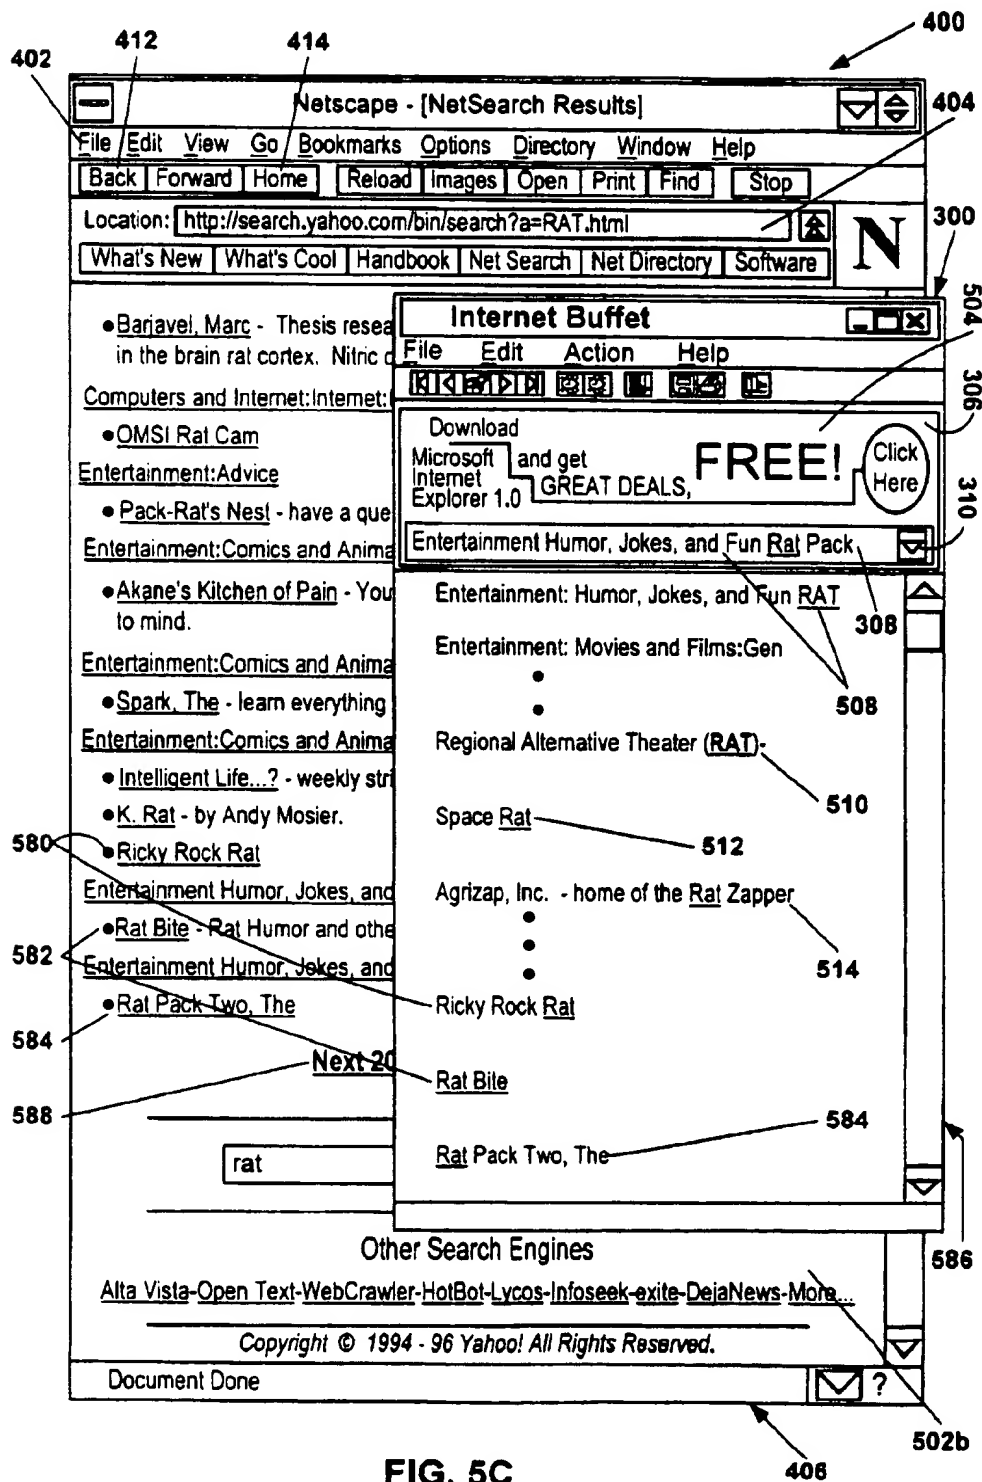 400
412
414
402
Netscape - [NetSearch Results]
404
File Edit View Go Bookmarks Options Directory Window Help
Back Forward Home Reload Images Open Print Find Stop
Location: http://search.yahoo.com/bin/search?a=RAT.html
N
300
What's New What's Cool Handbook Net Search Net Directory Software
504
Internet Buffet
File Edit Action Help
306
Download
Microsoft Internet Explorer 1.0
and get
GREAT DEALS,
FREE!
Click Here
310
Entertainment Humor, Jokes, and Fun Rat Pack
308
Entertainment: Humor, Jokes, and Fun RAT
Entertainment: Movies and Films:Gen
508
Regional Alternative Theater (RAT)-
510
Space Rat
512
Agrizap, Inc. - home of the Rat Zapper
514
Ricky Rock Rat
Rat Bite
584
Rat Pack Two, The
586
•Barjavel, Marc - Thesis resea
in the brain rat cortex. Nitric
Computers and Internet:Internet:
•OMSI Rat Cam
Entertainment:Advice
• Pack-Rat's Nest - have a que
Entertainment:Comics and Anima
•Akane's Kitchen of Pain - You
to mind.
Entertainment:Comics and Anima
•Spark, The - learn everything
Entertainment:Comics and Anima
• Intelligent Life...? - weekly stri
•K. Rat - by Andy Mosier.
580
•Ricky Rock Rat
Entertainment Humor, Jokes, and
582
•Rat Bite - Rat Humor and othe
Entertainment Humor, Jokes, and
584
•Rat Pack Two, The
Next 20
588
rat
Other Search Engines
Alta Vista-Open Text-WebCrawler-HotBot-Lycos-Infoseek-exite-DejaNews-More...
Copyright © 1994 - 96 Yahoo! All Rights Reserved.
Document Done
?
502b
406
FIG. 5C